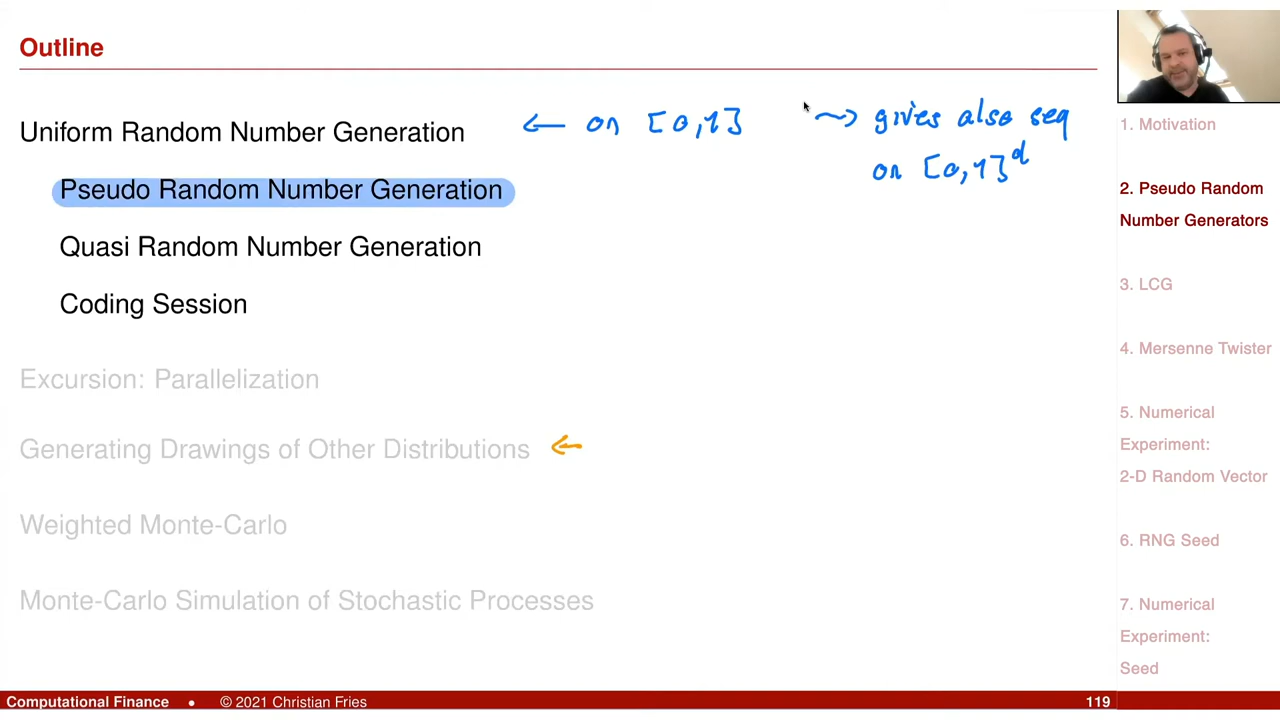 Outline
Uniform Random Number Generation ← on [0,1] ⇝ gives also seq
on [0,1]^d
Pseudo Random Number Generation
Quasi Random Number Generation
Coding Session
Excursion: Parallelization
Generating Drawings of Other Distributions ←
Weighted Monte-Carlo
Monte-Carlo Simulation of Stochastic Processes
1. Motivation
2. Pseudo Random
Number Generators
3. LCG
4. Mersenne Twister
5. Numerical
Experiment:
2-D Random Vector
6. RNG Seed
7. Numerical
Experiment:
Seed
Computational Finance • © 2021 Christian Fries 119